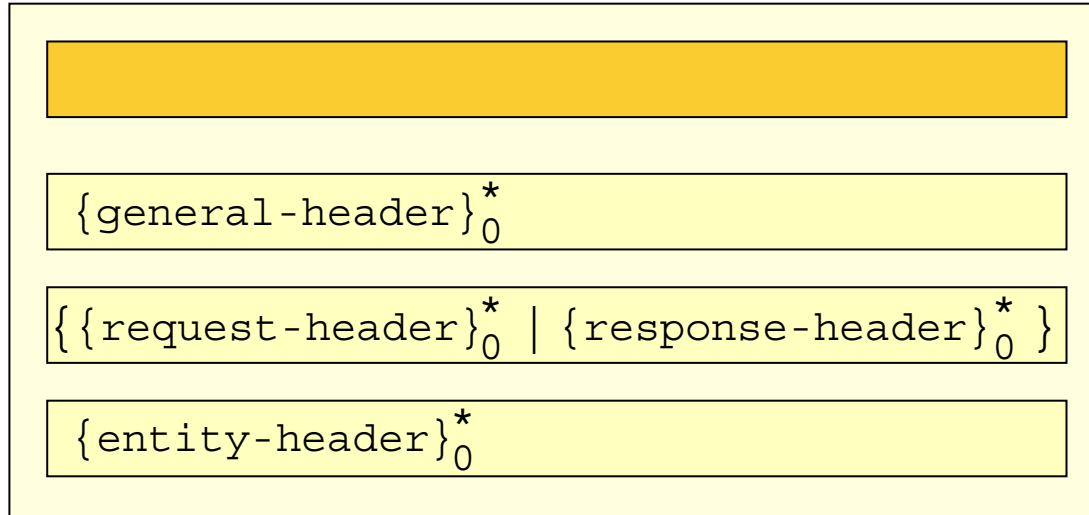 {general-header}*0
{{request-header}*0 | {response-header}*0 }
{entity-header}*0